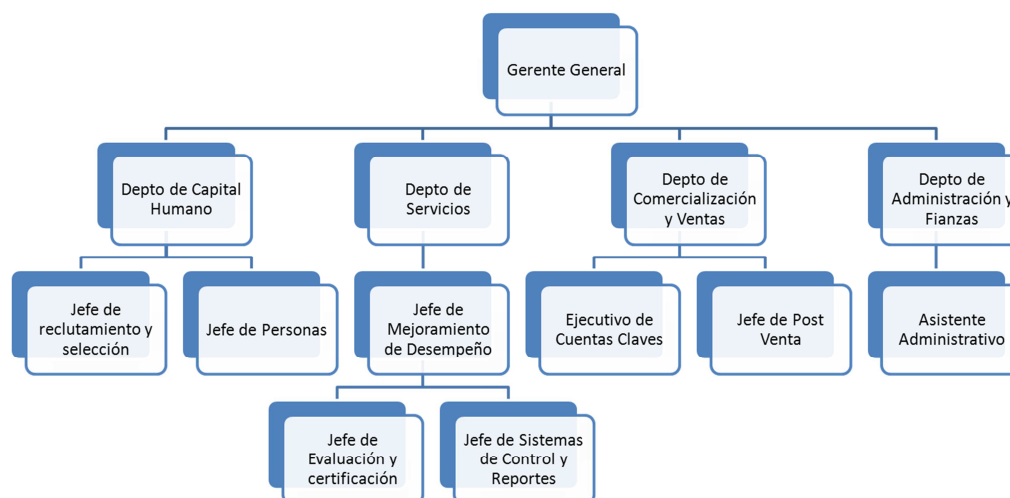 Gerente General
Depto de Capital
Humano
Depto de
Servicios
Depto de
Comercialización
y Ventas
Depto de
Administración y
Fianzas
Jefe de
reclutamiento y
selección
Jefe de Personas
Jefe de
Mejoramiento
de Desempeño
Ejecutivo de
Cuentas Claves
Jefe de Post
Venta
Asistente
Administrativo
Jefe de
Evaluación y
certificación
Jefe de Sistemas
de Control y
Reportes